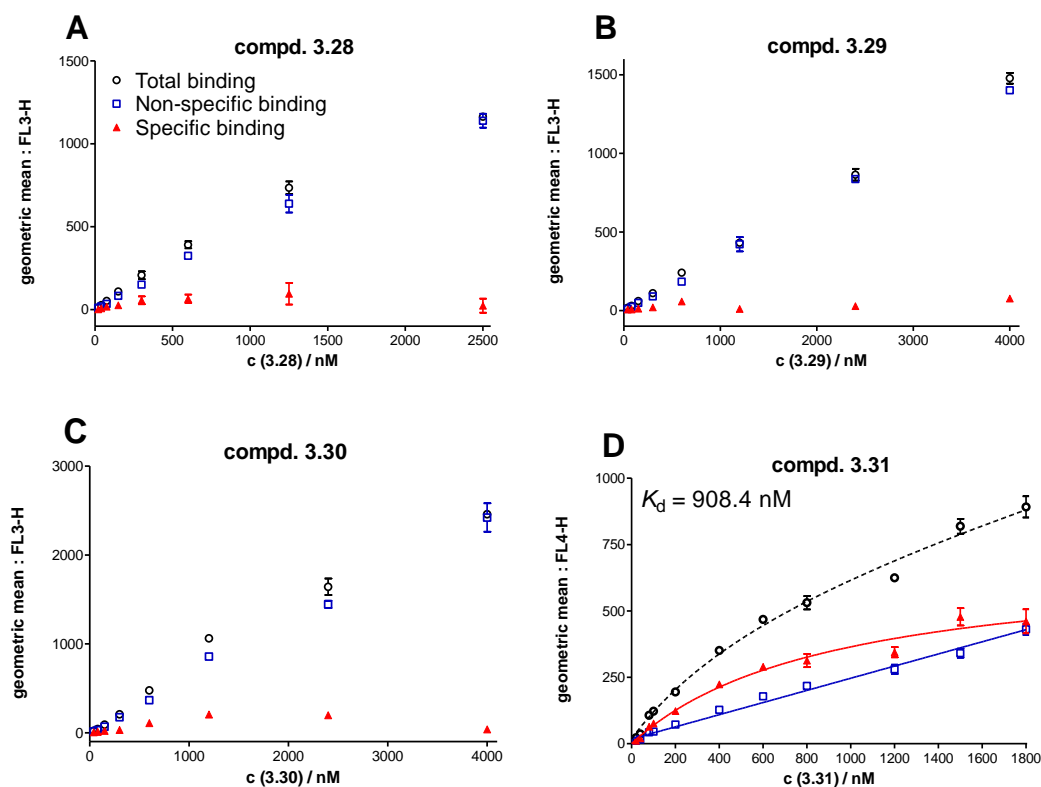 A
compd. 3.28
geometric mean : FL3-H
1500
1000
500
0
Total binding
Non-specific binding
Specific binding
0 500 1000 1500 2000 2500
c (3.28) / nM
B
compd. 3.29
geometric mean : FL3-H
1500
1000
500
0
0 1000 2000 3000 4000
c (3.29) / nM
C
compd. 3.30
geometric mean : FL3-H
3000
2000
1000
0
0 1000 2000 3000 4000
c (3.30) / nM
D
compd. 3.31
Kd = 908.4 nM
geometric mean : FL4-H
1000
750
500
250
0
0 200 400 600 800 1000 1200 1400 1600 1800
c (3.31) / nM